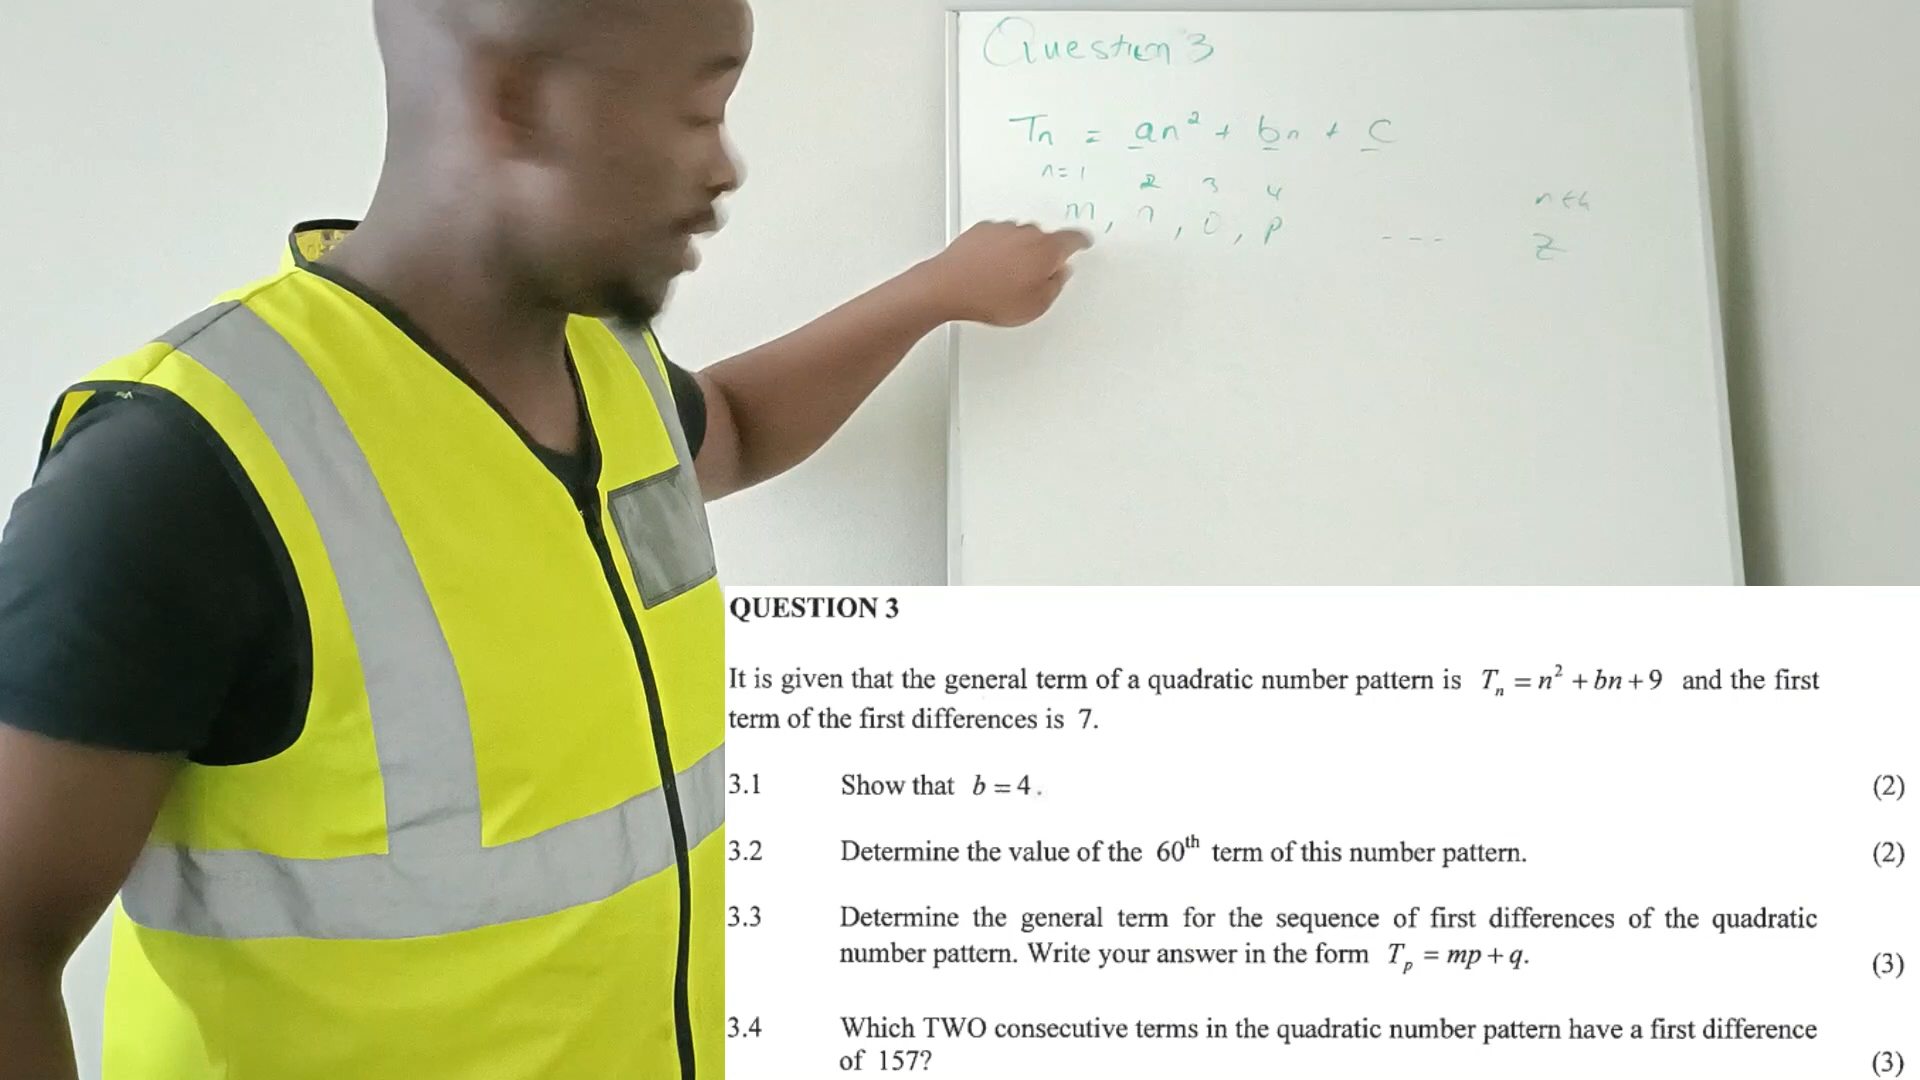 Question 3
Tn = an² + bn + c
n=1 2 3 4 nth
m, n, o, p --- z
QUESTION 3
It is given that the general term of a quadratic number pattern is Tₙ = n² + bn + 9 and the first
term of the first differences is 7.
3.1 Show that b = 4. (2)
3.2 Determine the value of the 60th term of this number pattern. (2)
3.3 Determine the general term for the sequence of first differences of the quadratic
number pattern. Write your answer in the form Tₚ = mp + q. (3)
3.4 Which TWO consecutive terms in the quadratic number pattern have a first difference
of 157? (3)